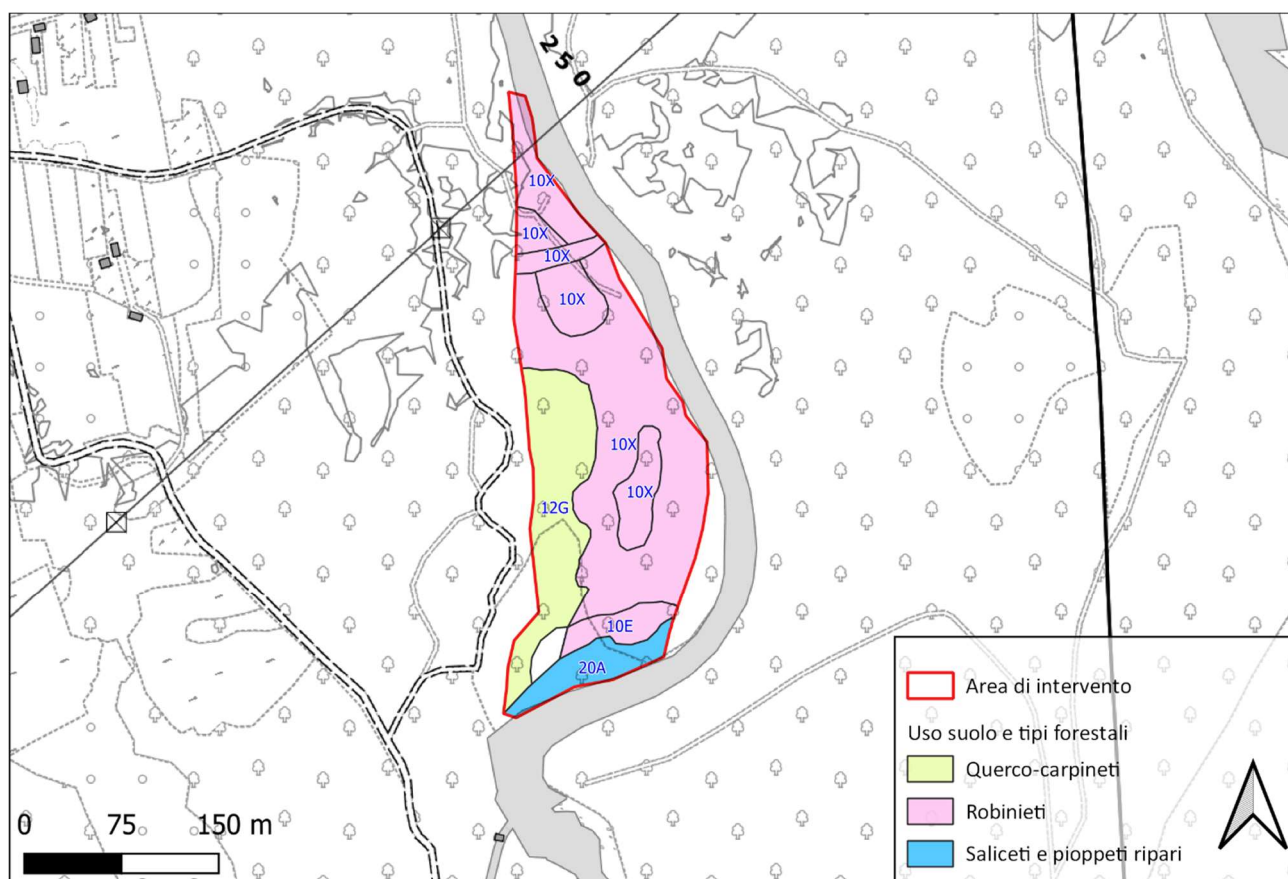 250
10X
10X
10X
10X
10X
10X
12G
10E
20A
0 75 150 m
Area di intervento
Uso suolo e tipi forestali
Querco-carpineti
Robinieti
Saliceti e pioppeti ripari